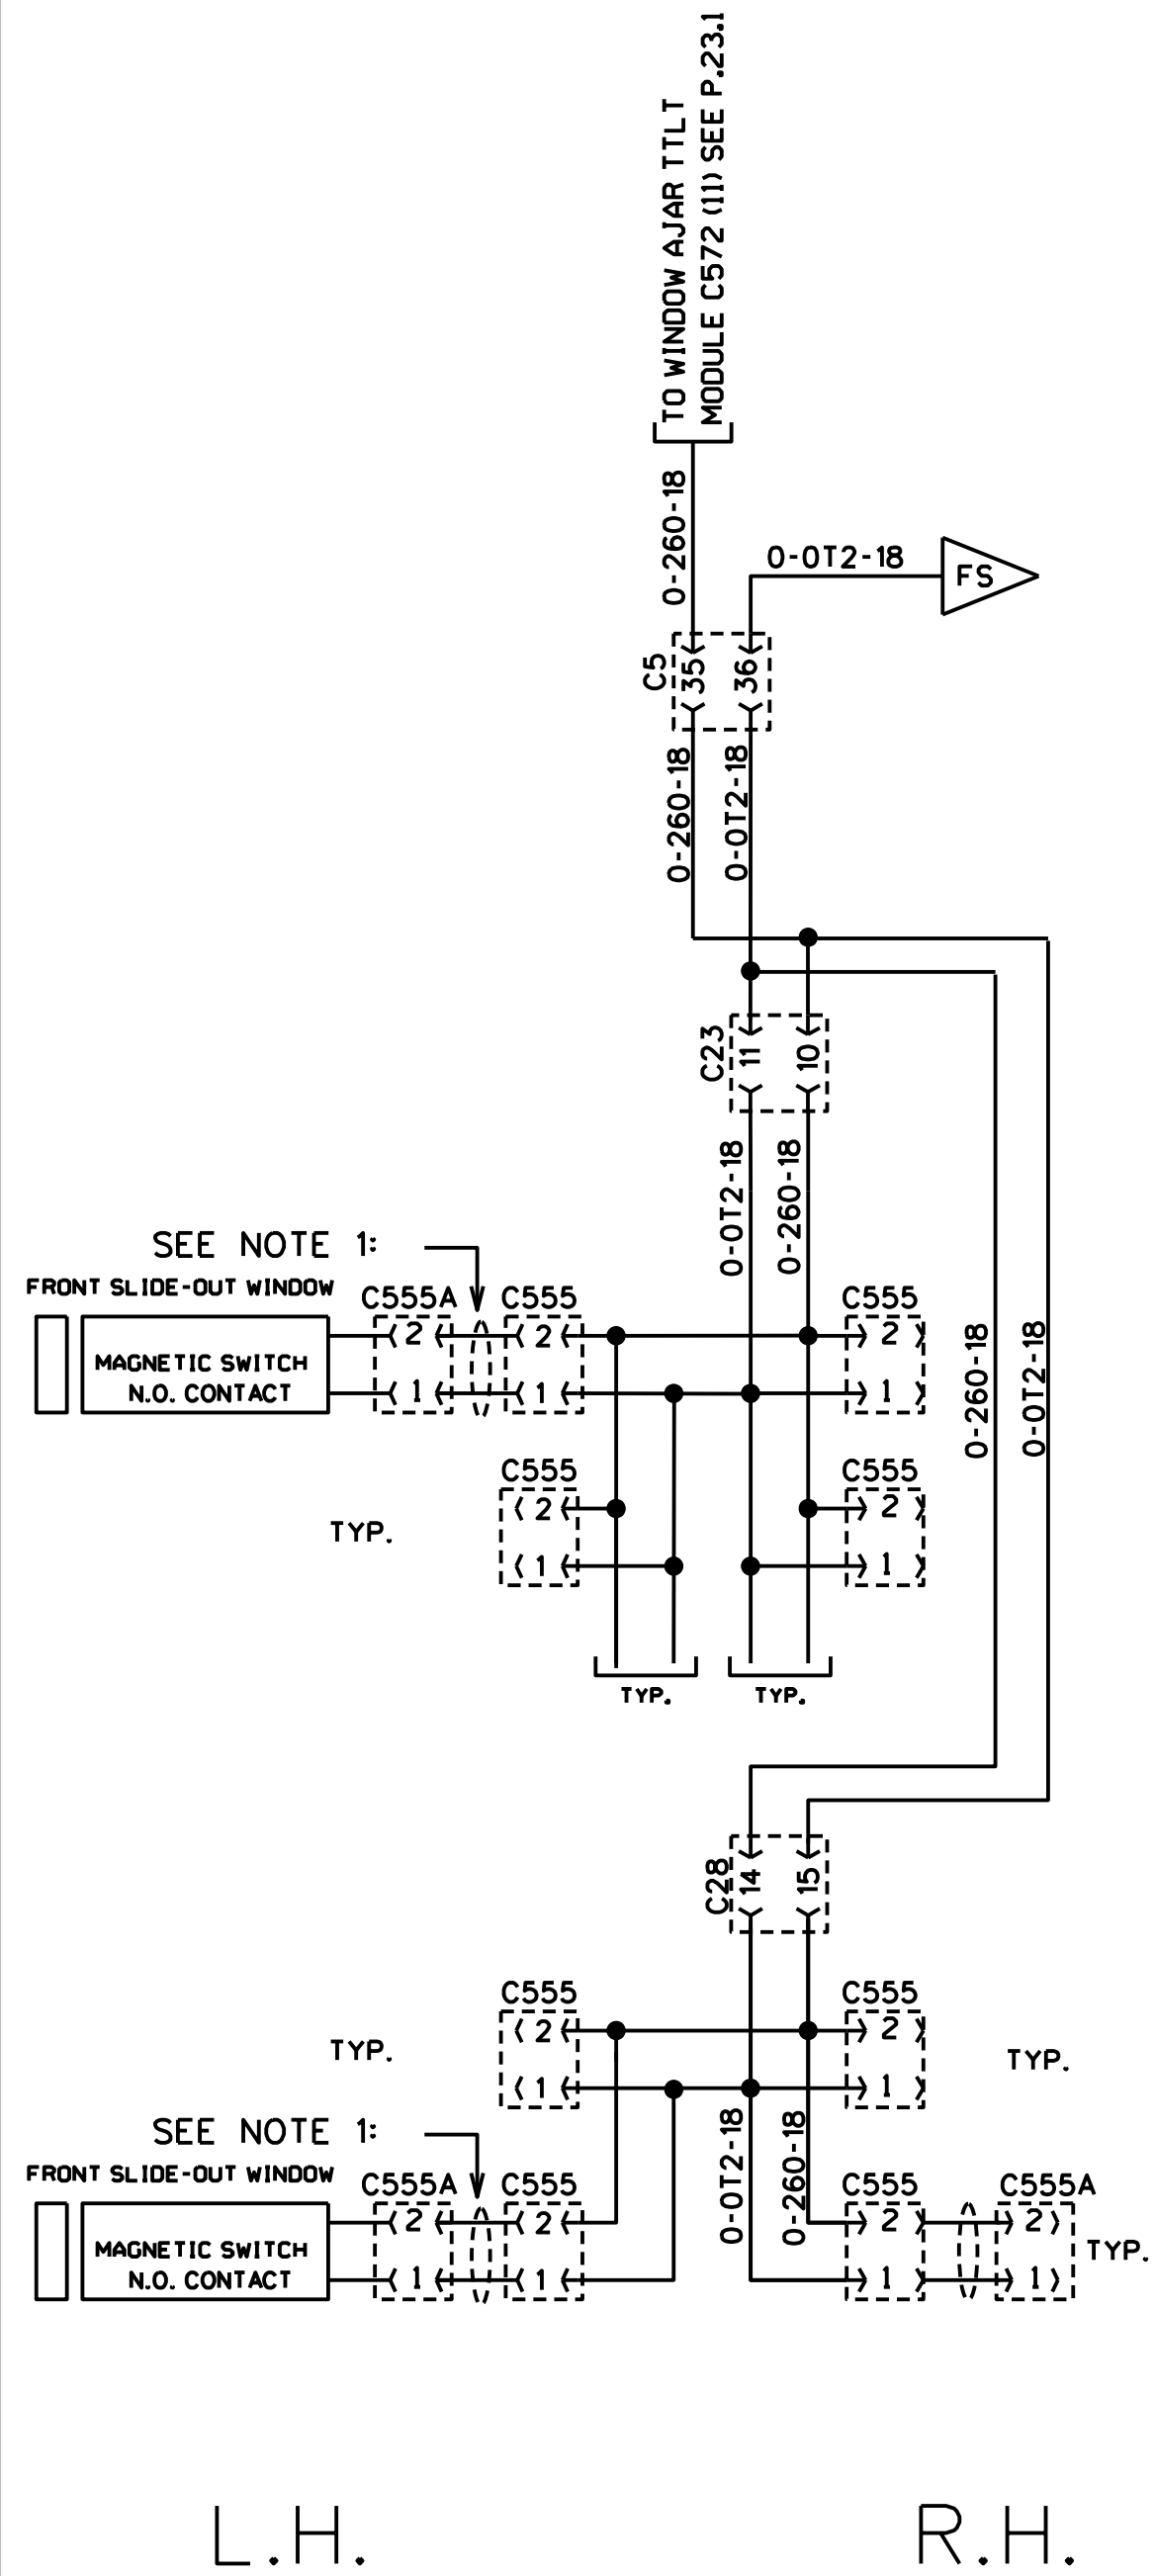 TO WINDOW AJAR TTLT
MODULE C572 (11) SEE P.23.1
0-260-18
0-0T2-18
FS
C5
35
36
0-260-18
0-0T2-18
C23
11
10
0-0T2-18
0-260-18
SEE NOTE 1:
FRONT SLIDE-OUT WINDOW
C555A
C555
C555
2
2
2
MAGNETIC SWITCH
N.O. CONTACT
1
1
1
0-260-18
0-0T2-18
C555
C555
2
2
TYP.
1
1
TYP.
TYP.
C28
14
15
C555
C555
2
2
TYP.
TYP.
1
1
0-0T2-18
0-260-18
SEE NOTE 1:
FRONT SLIDE-OUT WINDOW
C555A
C555
C555
C555A
2
2
2
2
MAGNETIC SWITCH
N.O. CONTACT
TYP.
1
1
1
1
L.H.
R.H.